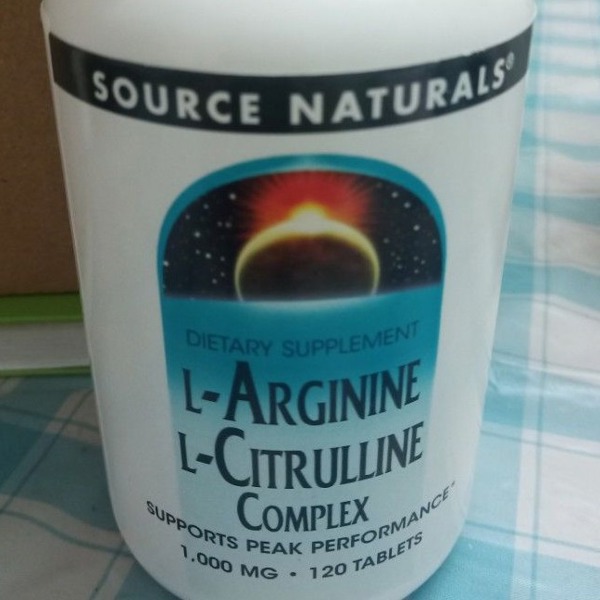 SOURCE NATURALS®
DIETARY SUPPLEMENT
L-ARGININE
L-CITRULLINE
COMPLEX
SUPPORTS PEAK PERFORMANCE*
1,000 MG • 120 TABLETS